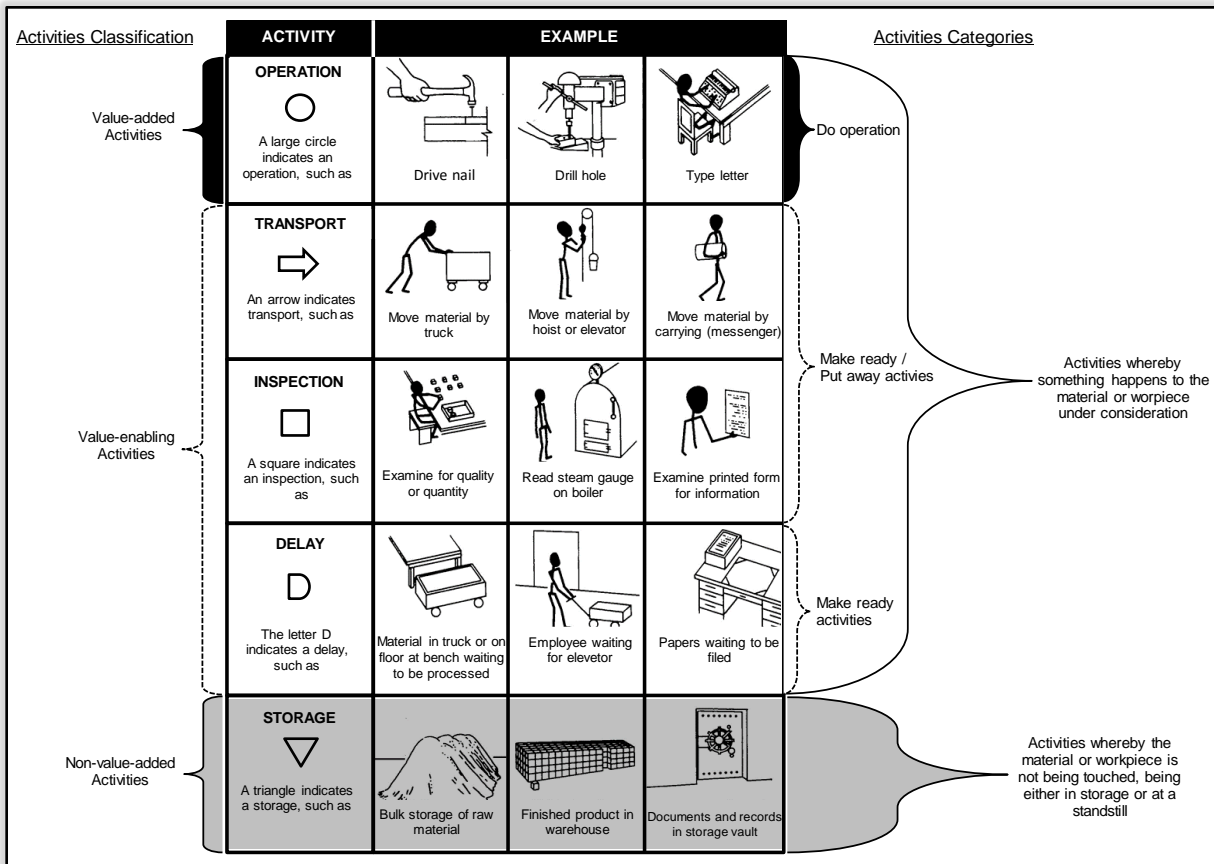 Activities Classification
ACTIVITY
EXAMPLE
Activities Categories
Value-added
Activities
OPERATION
A large circle
indicates an
operation, such as
Drive nail
Drill hole
Type letter
Do operation
TRANSPORT
An arrow indicates
transport, such as
Move material by
truck
Move material by
hoist or elevator
Move material by
carrying (messenger)
Make ready /
Put away activies
Value-enabling
Activities
INSPECTION
A square indicates
an inspection, such
as
Examine for quality
or quantity
Read steam gauge
on boiler
Examine printed form
for information
Activities whereby
something happens to the
material or worpiece
under consideration
DELAY
D
The letter D
indicates a delay,
such as
Material in truck or on
floor at bench waiting
to be processed
Employee waiting
for elevetor
Papers waiting to be
filed
Make ready
activities
Non-value-added
Activities
STORAGE
A triangle indicates
a storage, such as
Bulk storage of raw
material
Finished product in
warehouse
Documents and records
in storage vault
Activities whereby the
material or workpiece is
not being touched, being
either in storage or at a
standstill